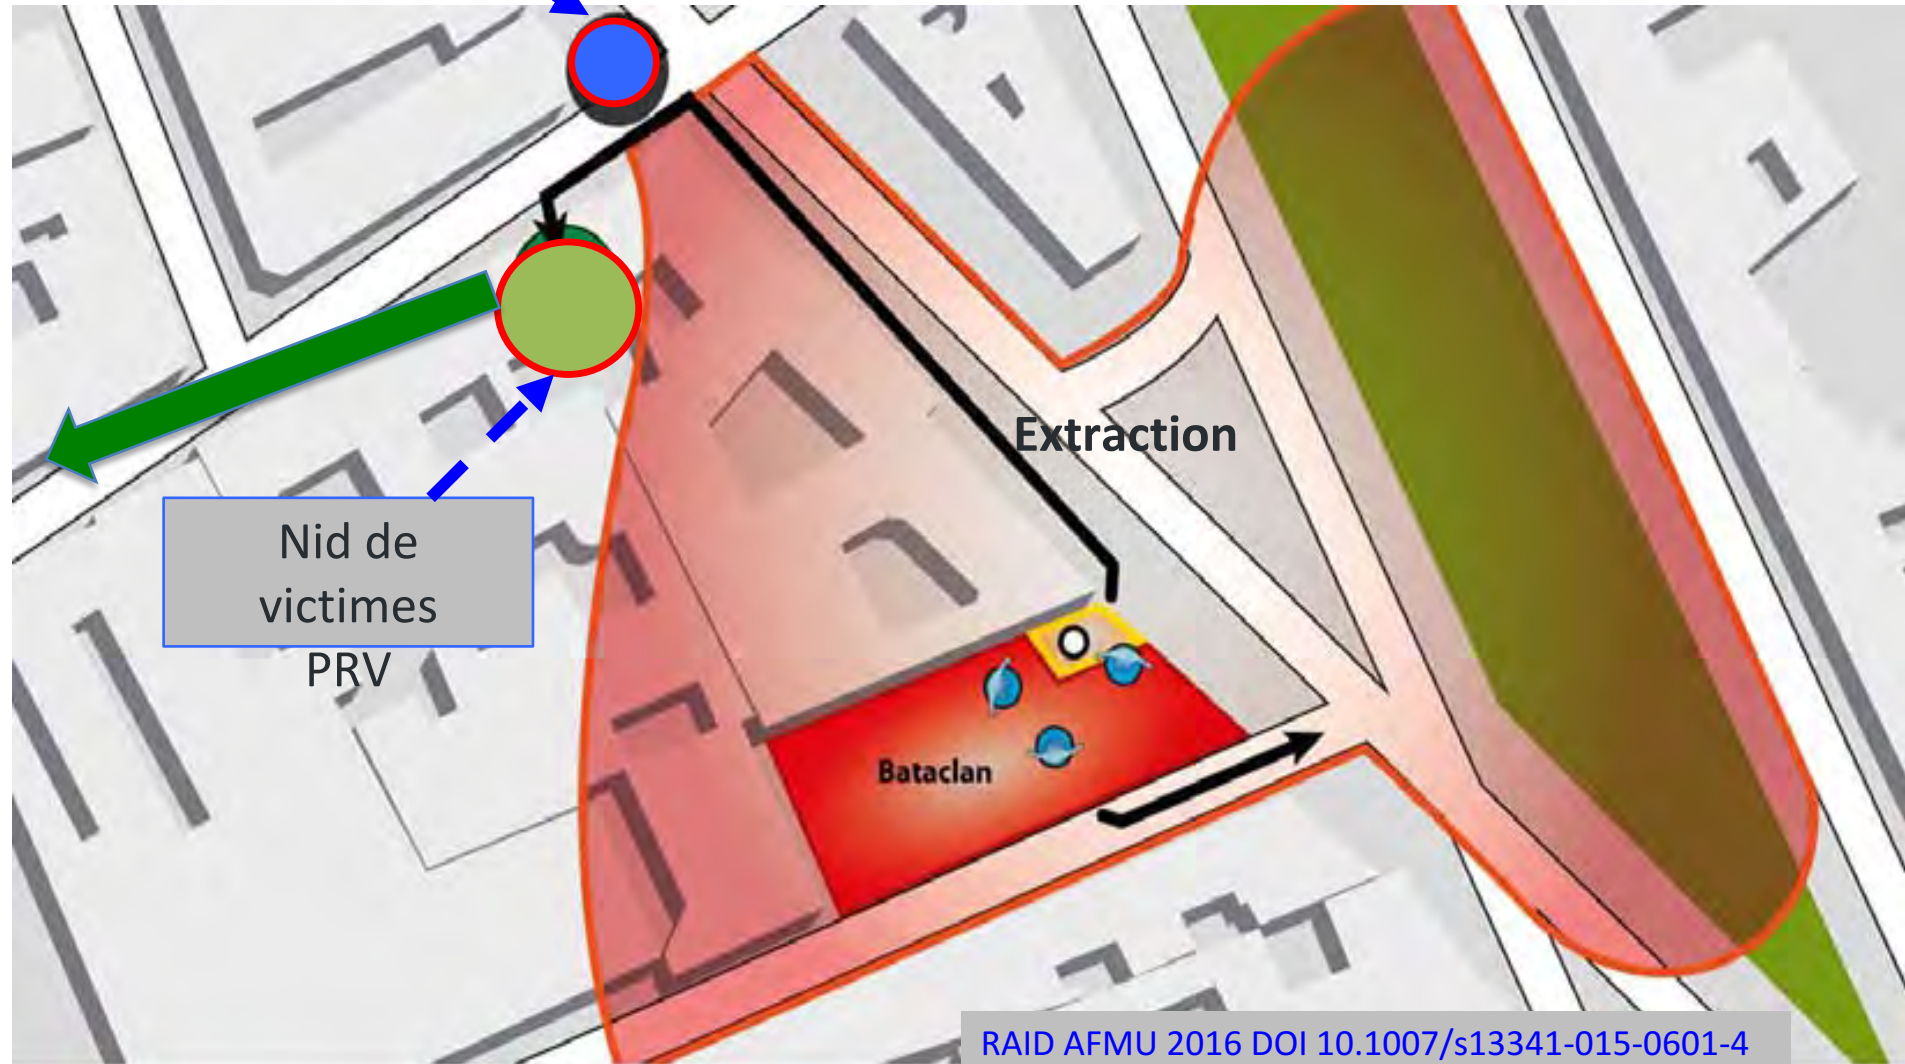 Extraction
Nid de
victimes
PRV
Bataclan
RAID AFMU 2016 DOI 10.1007/s13341-015-0601-4